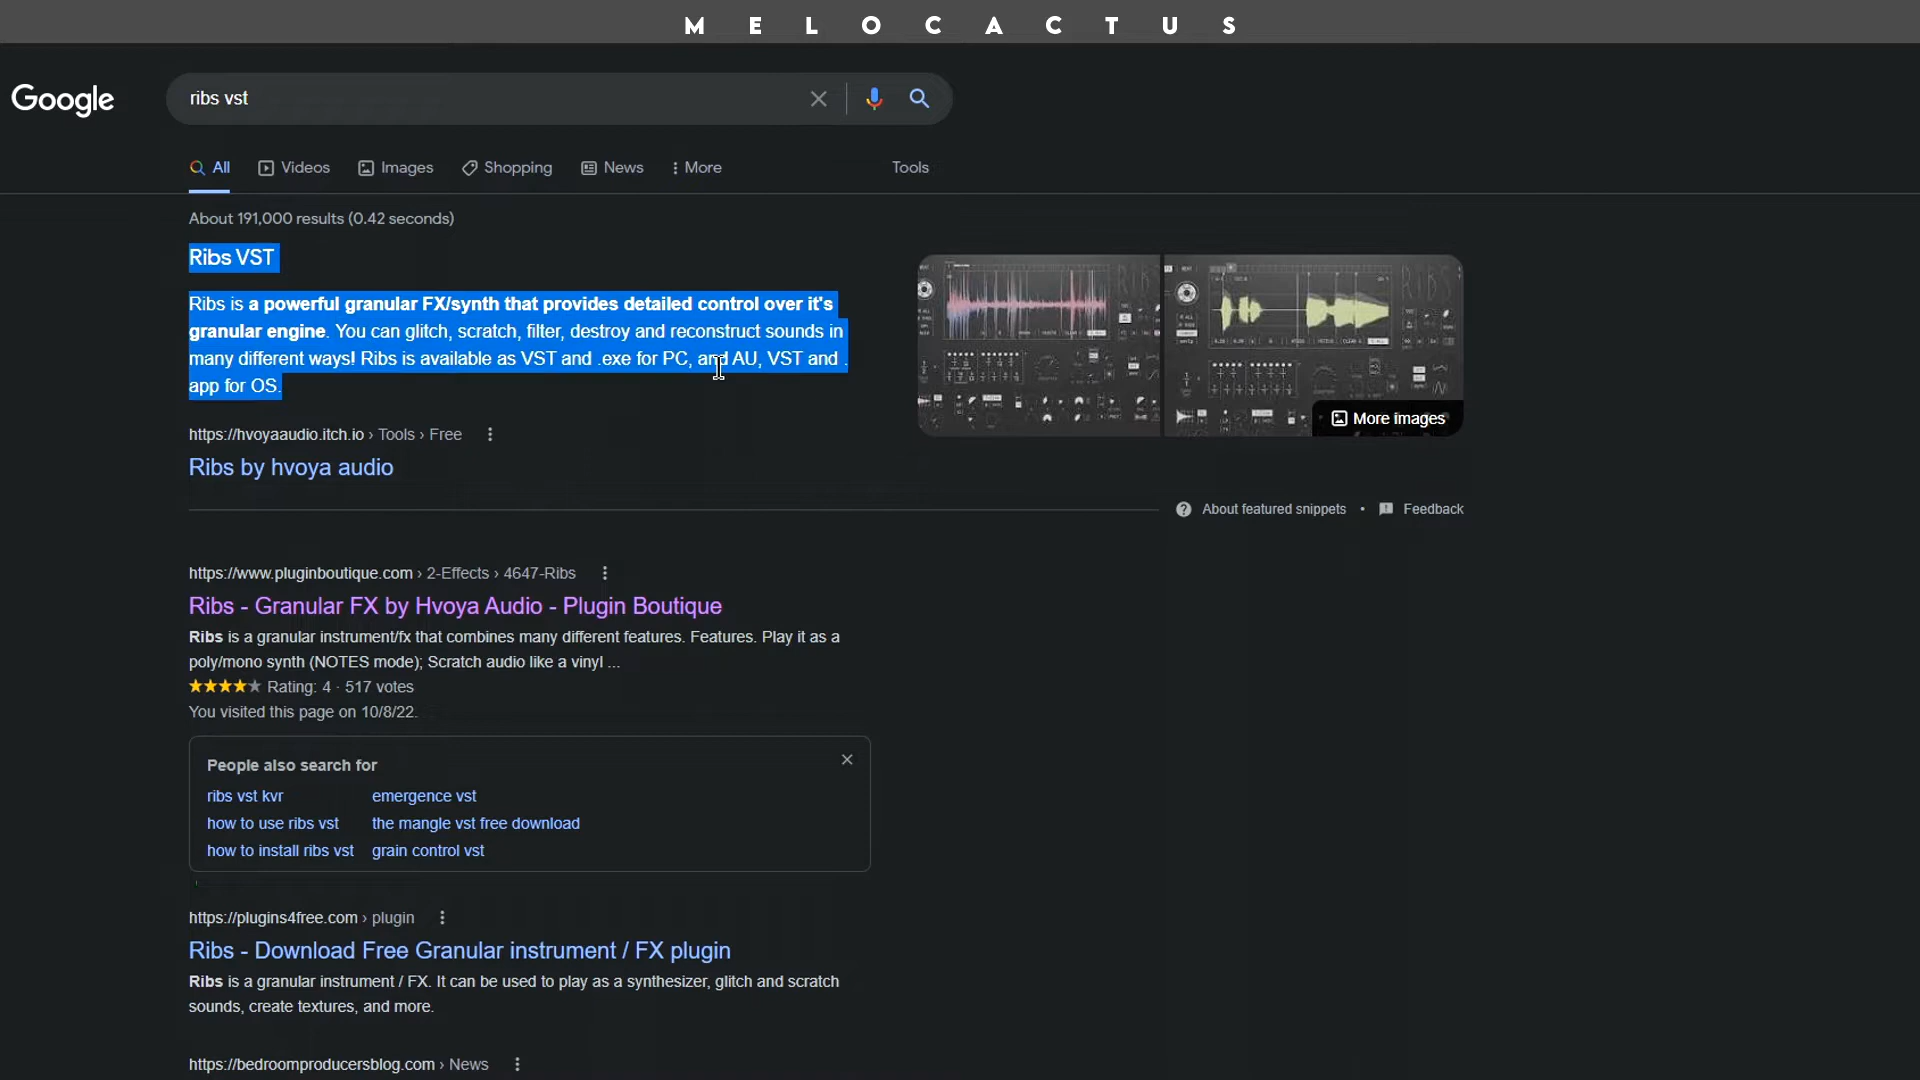 MELOCACTUS
Google
ribs vst
All Videos Images Shopping News More Tools
About 191,000 results (0.42 seconds)
Ribs VST
Ribs is a powerful granular FX/synth that provides detailed control over it's
granular engine. You can glitch, scratch, filter, destroy and reconstruct sounds in
many different ways! Ribs is available as VST and .exe for PC, and AU, VST and .
app for OS.
More images
https://hvoyaaudio.itch.io › Tools › Free
Ribs by hvoya audio
About featured snippets • Feedback
https://www.pluginboutique.com › 2-Effects › 4647-Ribs
Ribs - Granular FX by Hvoya Audio - Plugin Boutique
Ribs is a granular instrument/fx that combines many different features. Features. Play it as a
poly/mono synth (NOTES mode); Scratch audio like a vinyl ...
Rating: 4 · 517 votes
You visited this page on 10/8/22.
People also search for
ribs vst kvr emergence vst
how to use ribs vst the mangle vst free download
how to install ribs vst grain control vst
https://plugins4free.com › plugin
Ribs - Download Free Granular instrument / FX plugin
Ribs is a granular instrument / FX. It can be used to play as a synthesizer, glitch and scratch
sounds, create textures, and more.
https://bedroomproducersblog.com › News